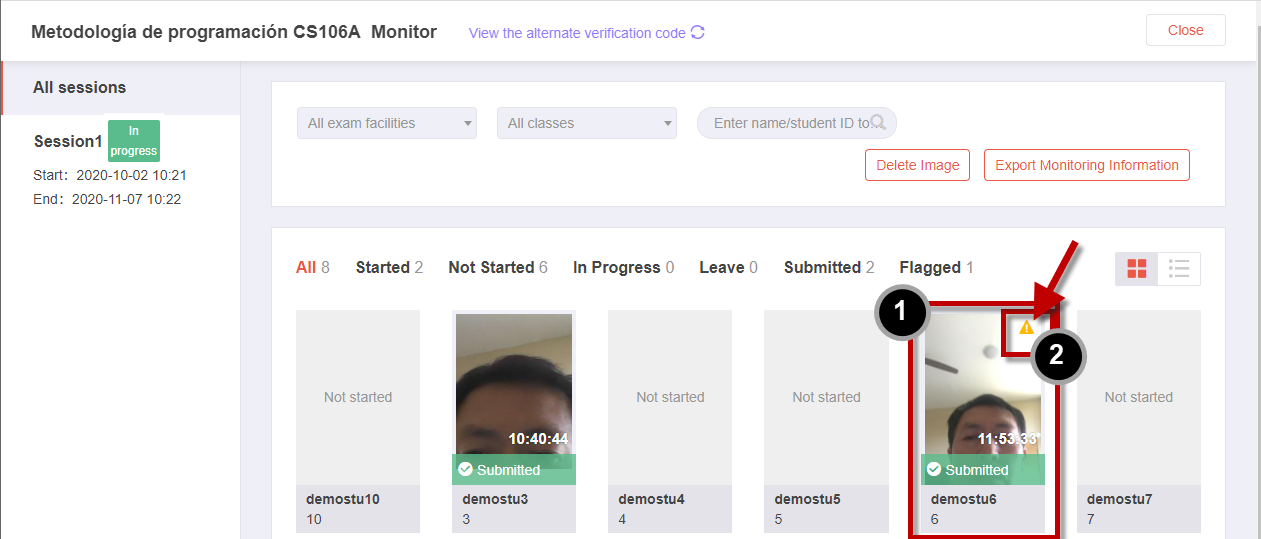 Metodología de programación CS106A Monitor
View the alternate verification code
Close
All sessions
Session1
In
progress
Start: 2020-10-02 10:21
End: 2020-11-07 10:22
All exam facilities
All classes
Enter name/student ID to
Delete Image
Export Monitoring Information
All 8
Started 2
Not Started 6
In Progress 0
Leave 0
Submitted 2
Flagged 1
1
2
Not started
demostu10
10
10:40:44
Submitted
demostu3
3
Not started
demostu4
4
Not started
demostu5
5
11:53:33
Submitted
demostu6
6
Not started
demostu7
7